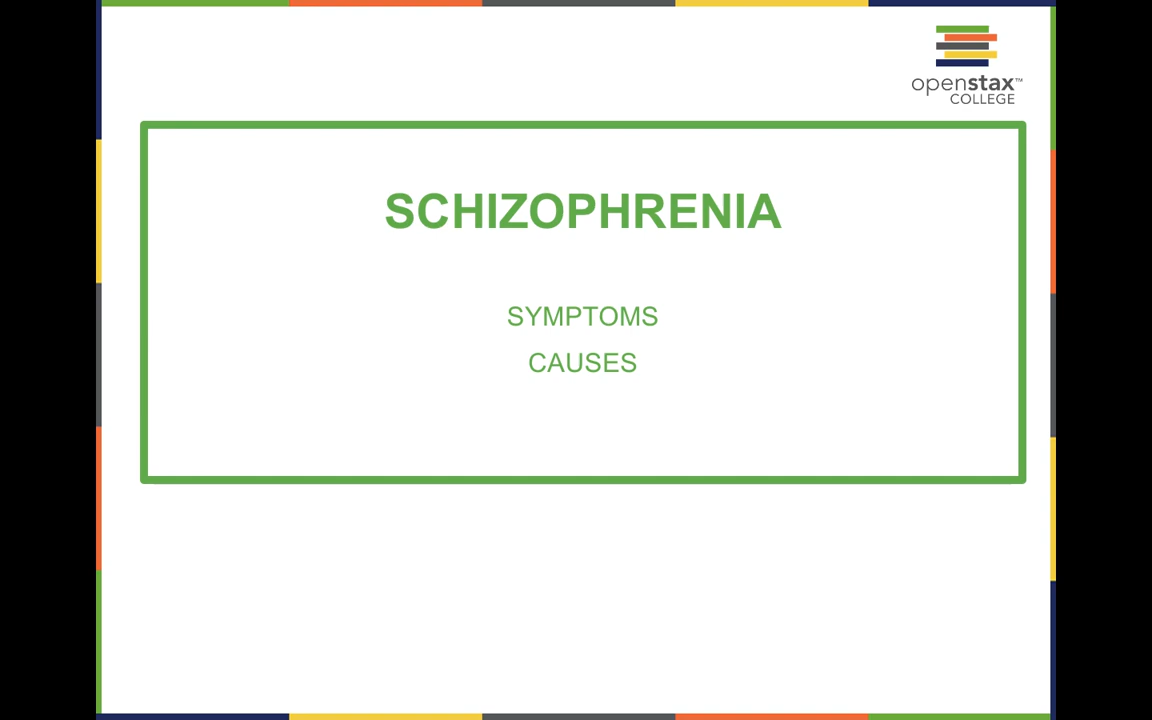 openstax™
COLLEGE
SCHIZOPHRENIA
SYMPTOMS
CAUSES